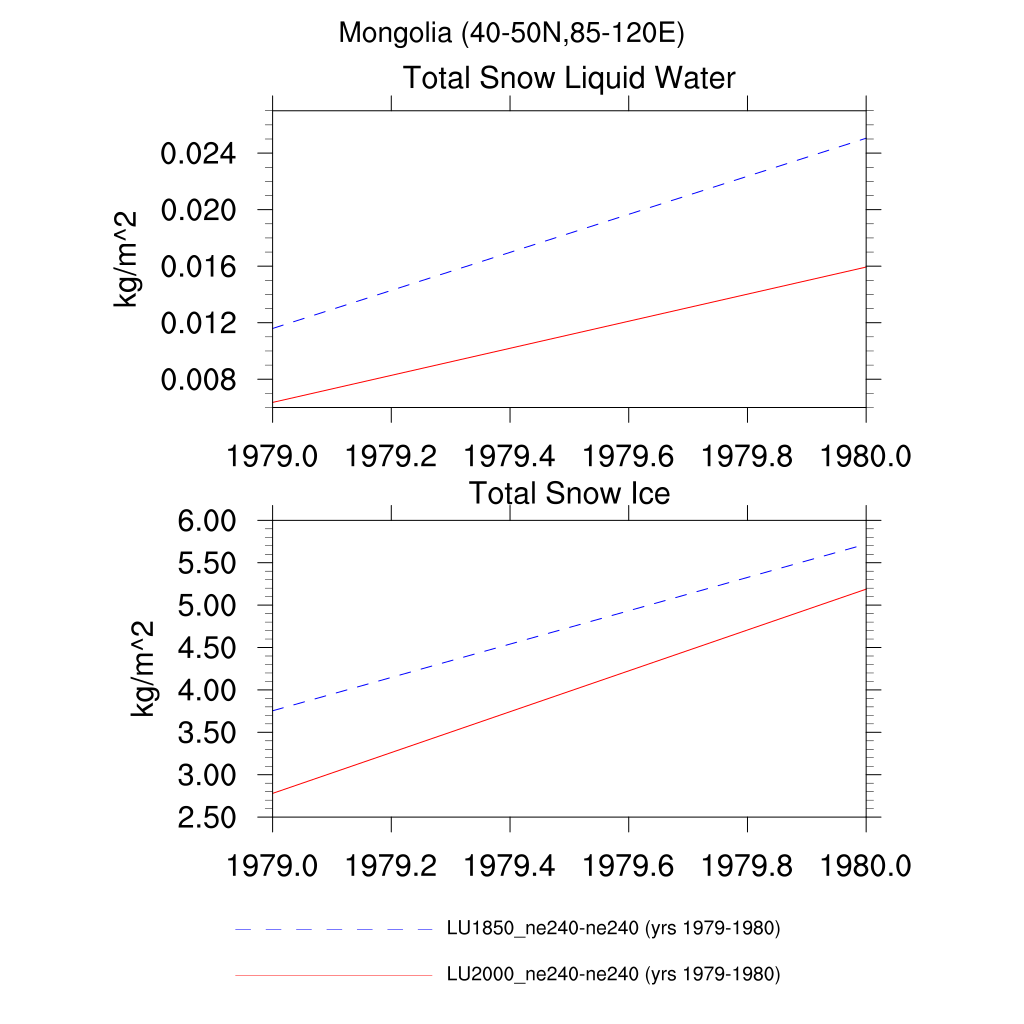 Mongolia (40-50N,85-120E)
Total Snow Liquid Water
0.024
0.020
0.016
0.012
0.008
kg/m^2
1979.0 1979.2 1979.4 1979.6 1979.8 1980.0
Total Snow Ice
6.00
5.50
5.00
4.50
4.00
3.50
3.00
2.50
kg/m^2
1979.0 1979.2 1979.4 1979.6 1979.8 1980.0
LU1850_ne240-ne240 (yrs 1979-1980)
LU2000_ne240-ne240 (yrs 1979-1980)